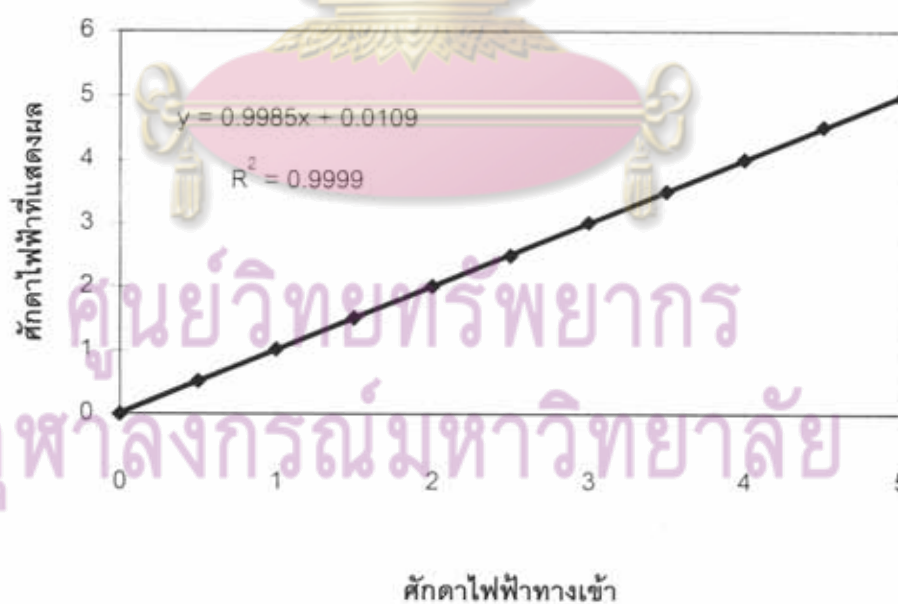 6
5
y = 0.9985x + 0.0109
4
R² = 0.9999
3
2
1
0
ศักดาไฟฟ้าที่แสดงผล
ศูนย์วิทยทรัพยากร
ฬาลงกรณ์มหาวิทยาลัย
0 1 2 3 4 5
ศักดาไฟฟ้าทางเข้า